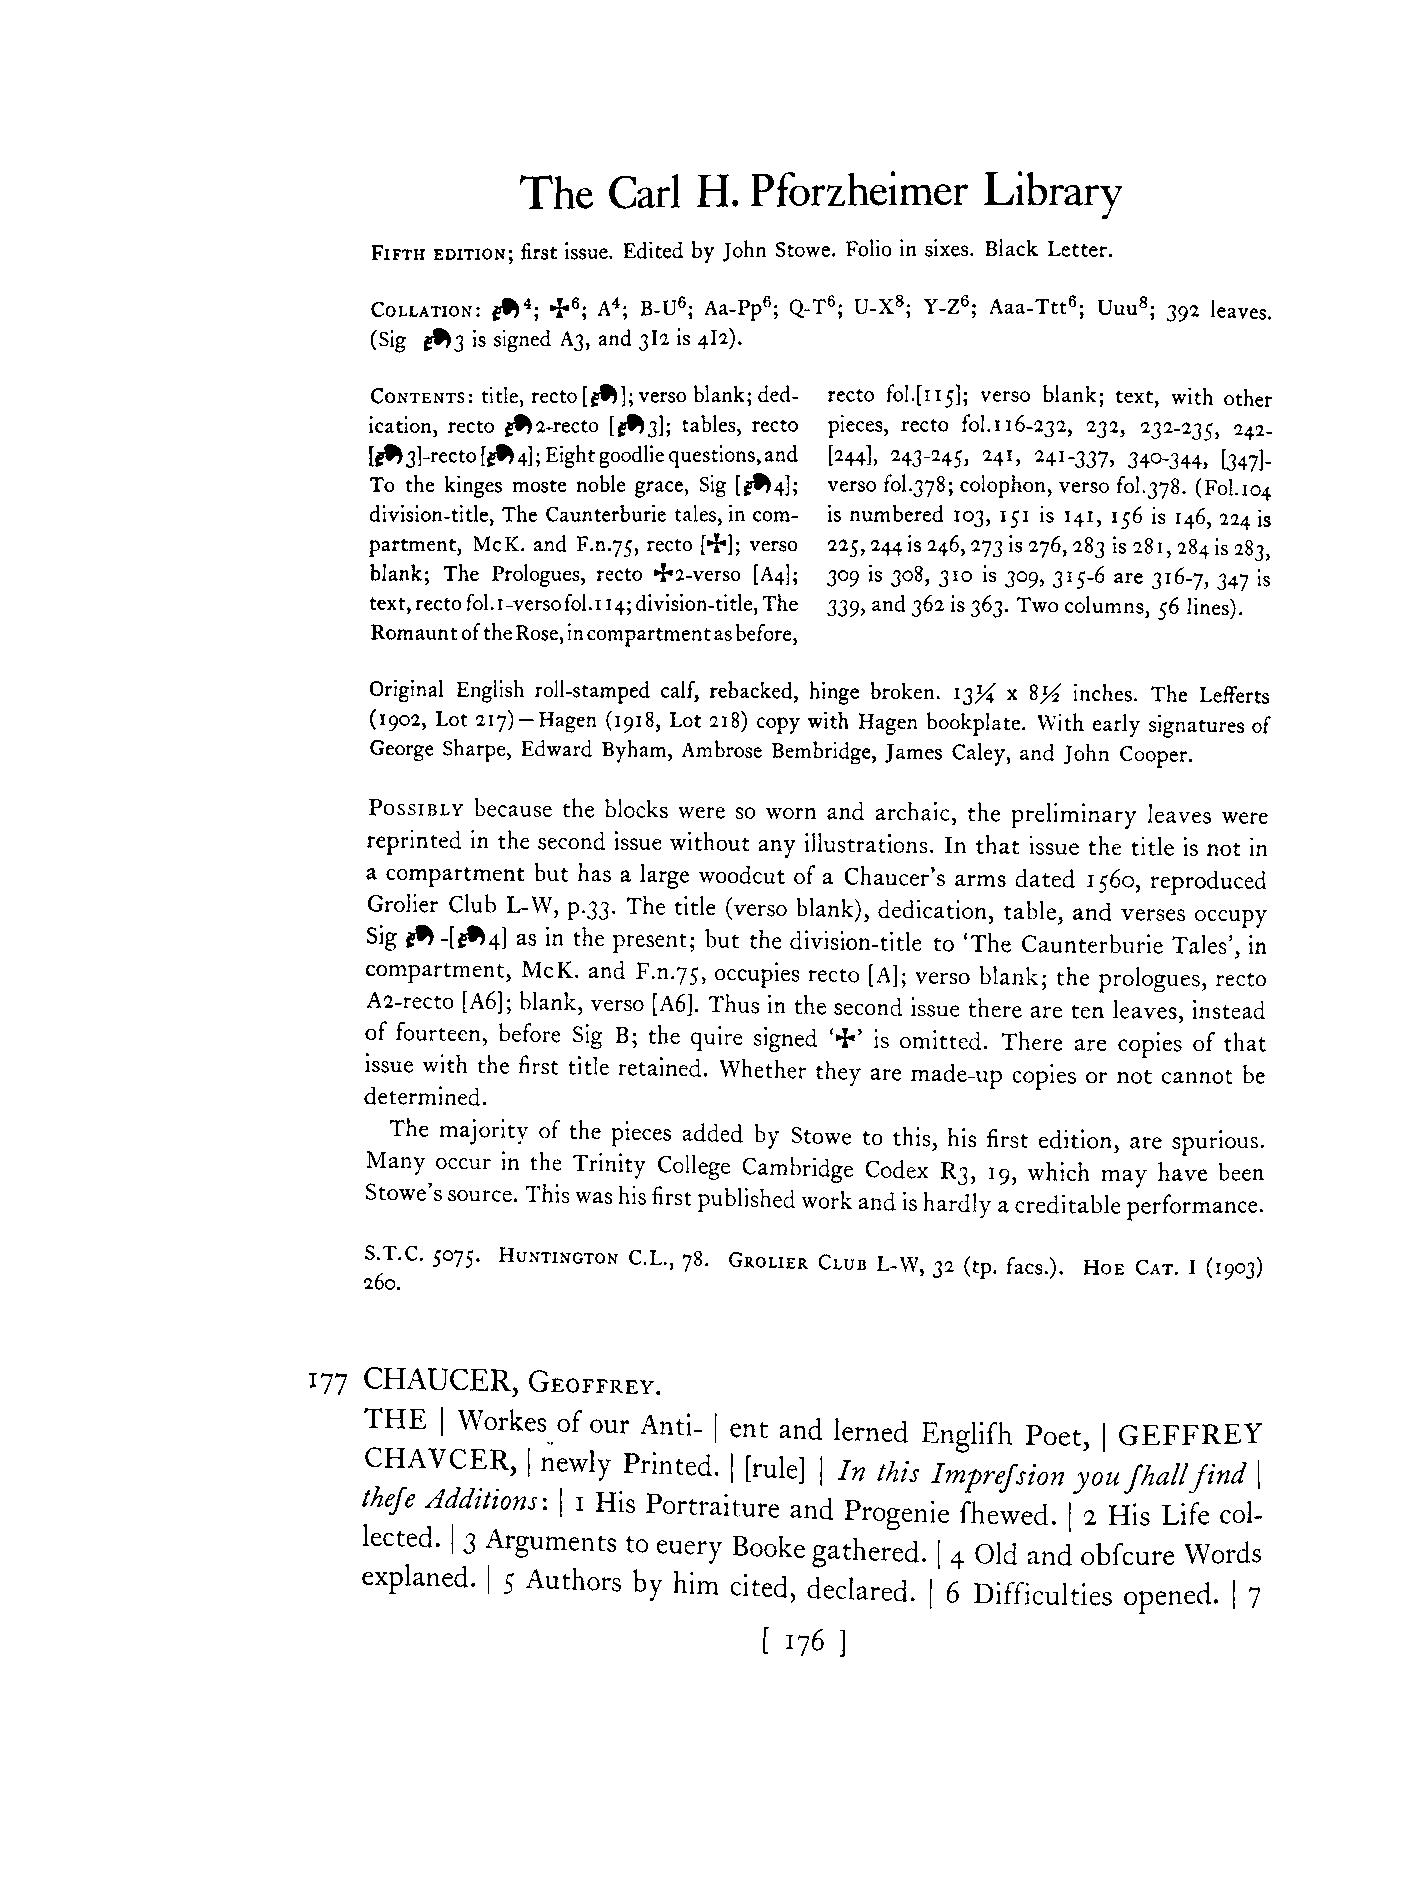 The Carl H. Pforzheimer Library
FIFTH EDITION; first issue. Edited by John Stowe. Folio in sixes. Black Letter.
COLLATION: ❧⁴; ✠⁶; A⁴; B-U⁶; Aa-Pp⁶; Q-T⁶; U-X⁸; Y-Z⁶; Aaa-Ttt⁶; Uuu⁸; 392 leaves.
(Sig ❧3 is signed A3, and 3I2 is 4I2).
CONTENTS: title, recto [❧]; verso blank; ded-
ication, recto ❧2-recto [❧3]; tables, recto
[❧3]-recto [❧4]; Eight goodlie questions, and
To the kinges moste noble grace, Sig [❧4];
division-title, The Caunterburie tales, in com-
partment, McK. and F.n.75, recto [✠]; verso
blank; The Prologues, recto ✠2-verso [A4];
text, recto fol.1-verso fol.114; division-title, The
Romaunt of the Rose, in compartment as before,
recto fol.[115]; verso blank; text, with other
pieces, recto fol.116-232, 232, 232-235, 242-
[244], 243-245, 241, 241-337, 340-344, [347]-
verso fol.378; colophon, verso fol.378. (Fol.104
is numbered 103, 151 is 141, 156 is 146, 224 is
225, 244 is 246, 273 is 276, 283 is 281, 284 is 283,
309 is 308, 310 is 309, 315-6 are 316-7, 347 is
339, and 362 is 363. Two columns, 56 lines).
Original English roll-stamped calf, rebacked, hinge broken. 13¼ x 8½ inches. The Lefferts
(1902, Lot 217)—Hagen (1918, Lot 218) copy with Hagen bookplate. With early signatures of
George Sharpe, Edward Byham, Ambrose Bembridge, James Caley, and John Cooper.
POSSIBLY because the blocks were so worn and archaic, the preliminary leaves were
reprinted in the second issue without any illustrations. In that issue the title is not in
a compartment but has a large woodcut of a Chaucer's arms dated 1560, reproduced
Grolier Club L-W, p.33. The title (verso blank), dedication, table, and verses occupy
Sig ❧-[❧4] as in the present; but the division-title to 'The Caunterburie Tales', in
compartment, McK. and F.n.75, occupies recto [A]; verso blank; the prologues, recto
A2-recto [A6]; blank, verso [A6]. Thus in the second issue there are ten leaves, instead
of fourteen, before Sig B; the quire signed '✠' is omitted. There are copies of that
issue with the first title retained. Whether they are made-up copies or not cannot be
determined.
The majority of the pieces added by Stowe to this, his first edition, are spurious.
Many occur in the Trinity College Cambridge Codex R3, 19, which may have been
Stowe's source. This was his first published work and is hardly a creditable performance.
S.T.C. 5075. HUNTINGTON C.L., 78. GROLIER CLUB L-W, 32 (tp. facs.). HOE CAT. I (1903)
260.
177 CHAUCER, GEOFFREY.
THE | Workes of our Anti- | ent and lerned Engliſh Poet, | GEFFREY
CHAVCER, | newly Printed. | [rule] | In this Impreſsion you ſhall find |
theſe Additions: | 1 His Portraiture and Progenie ſhewed. | 2 His Life col-
lected. | 3 Arguments to euery Booke gathered. | 4 Old and obſcure Words
explaned. | 5 Authors by him cited, declared. | 6 Difficulties opened. | 7
[ 176 ]